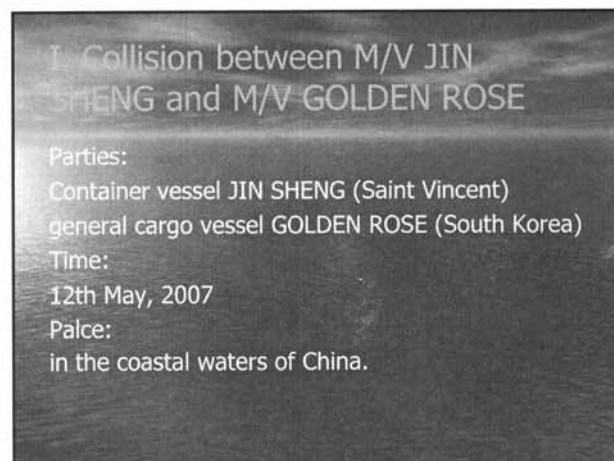 I. Collision between M/V JIN
SHENG and M/V GOLDEN ROSE
Parties:
Container vessel JIN SHENG (Saint Vincent)
general cargo vessel GOLDEN ROSE (South Korea)
Time:
12th May, 2007
Palce:
in the coastal waters of China.